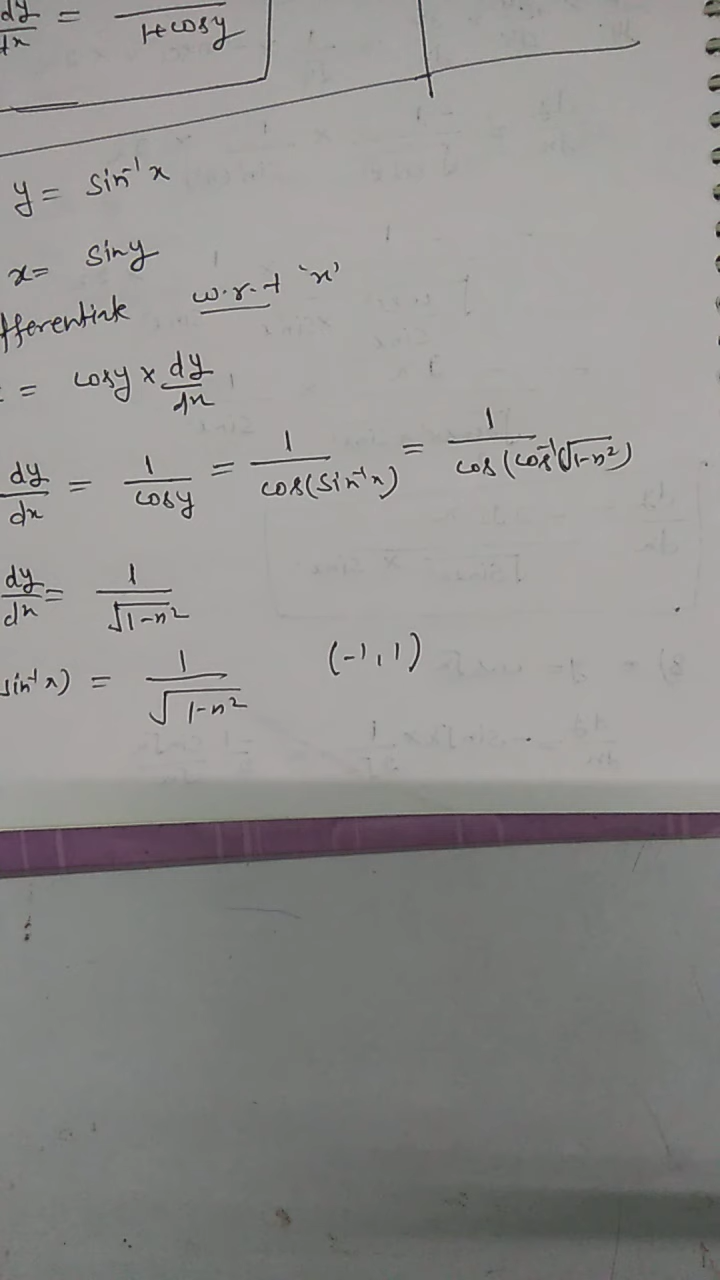 dy/dx = 1/(1+cosy)
y = sin⁻¹x
x = siny
fferentiate w.r.t 'x'
= cosy × dy/dx
dy/dx = 1/cosy = 1/cos(sin⁻¹x) = 1/cos(cos⁻¹√(1-x²))
dy/dx = 1/√(1-x²)
sin⁻¹x) = 1/√(1-x²) (-1,1)